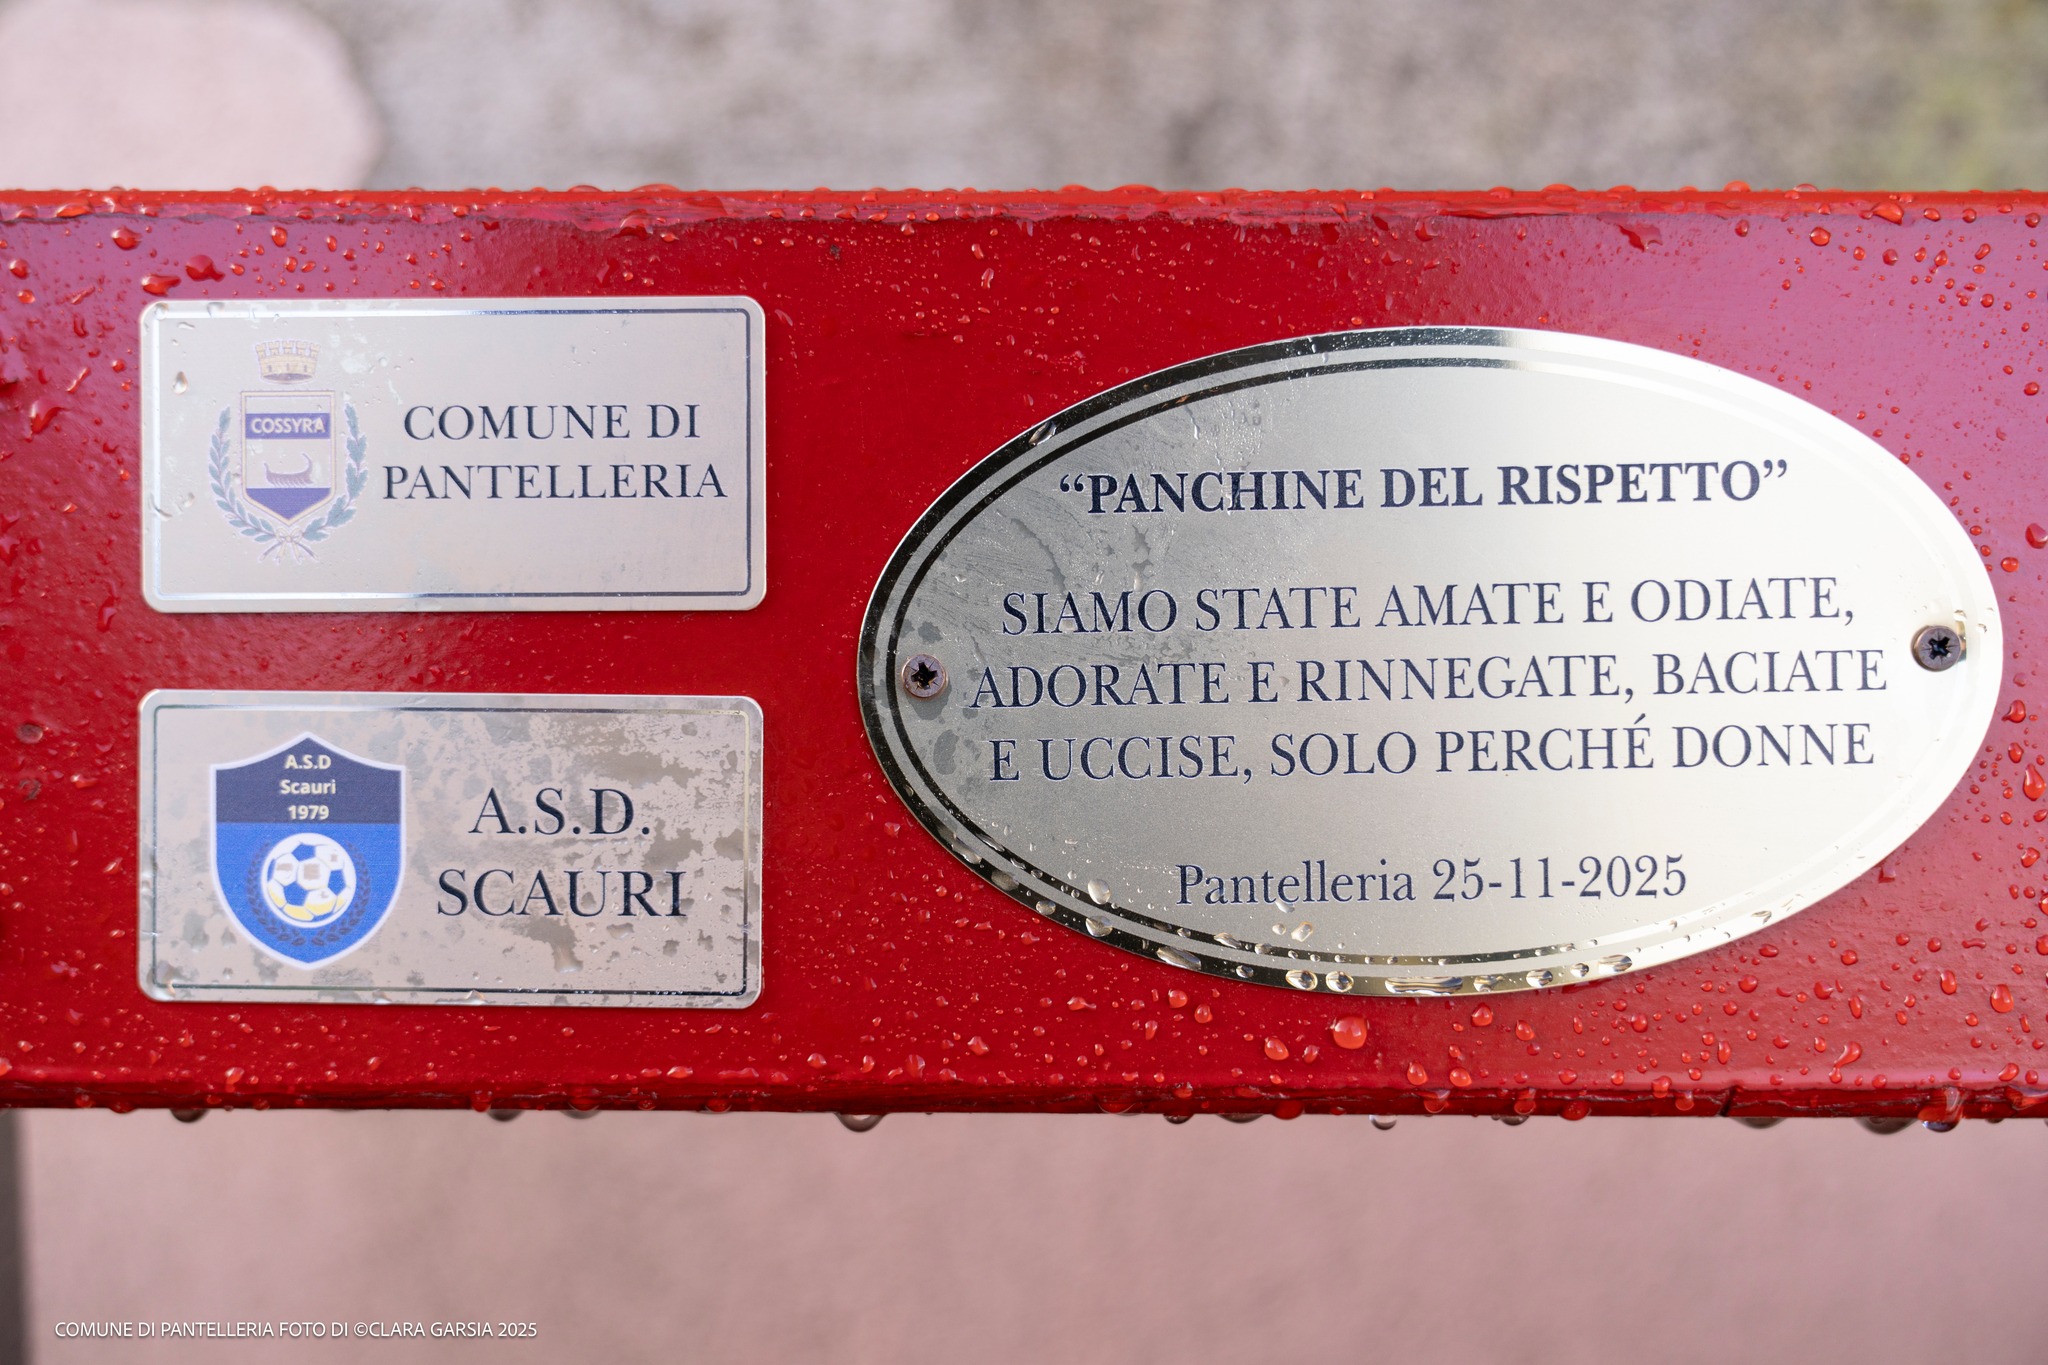 COSSYRA
COMUNE DI
PANTELLERIA
A.S.D
Scauri
1979
A.S.D.
SCAURI
“PANCHINE DEL RISPETTO”
SIAMO STATE AMATE E ODIATE,
ADORATE E RINNEGATE, BACIATE
E UCCISE, SOLO PERCHÉ DONNE
Pantelleria 25-11-2025
COMUNE DI PANTELLERIA FOTO DI ©CLARA GARSIA 2025